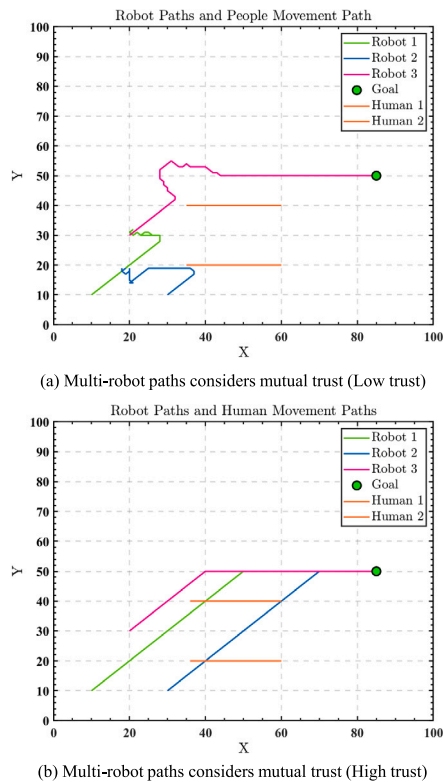 Robot Paths and People Movement Path
100
90
80
70
60
50
40
30
20
10
0
Y
0 20 40 60 80 100
X
Robot 1
Robot 2
Robot 3
Goal
Human 1
Human 2
(a) Multi-robot paths considers mutual trust (Low trust)
Robot Paths and Human Movement Paths
100
90
80
70
60
50
40
30
20
10
0
Y
0 20 40 60 80 100
X
Robot 1
Robot 2
Robot 3
Goal
Human 1
Human 2
(b) Multi-robot paths considers mutual trust (High trust)